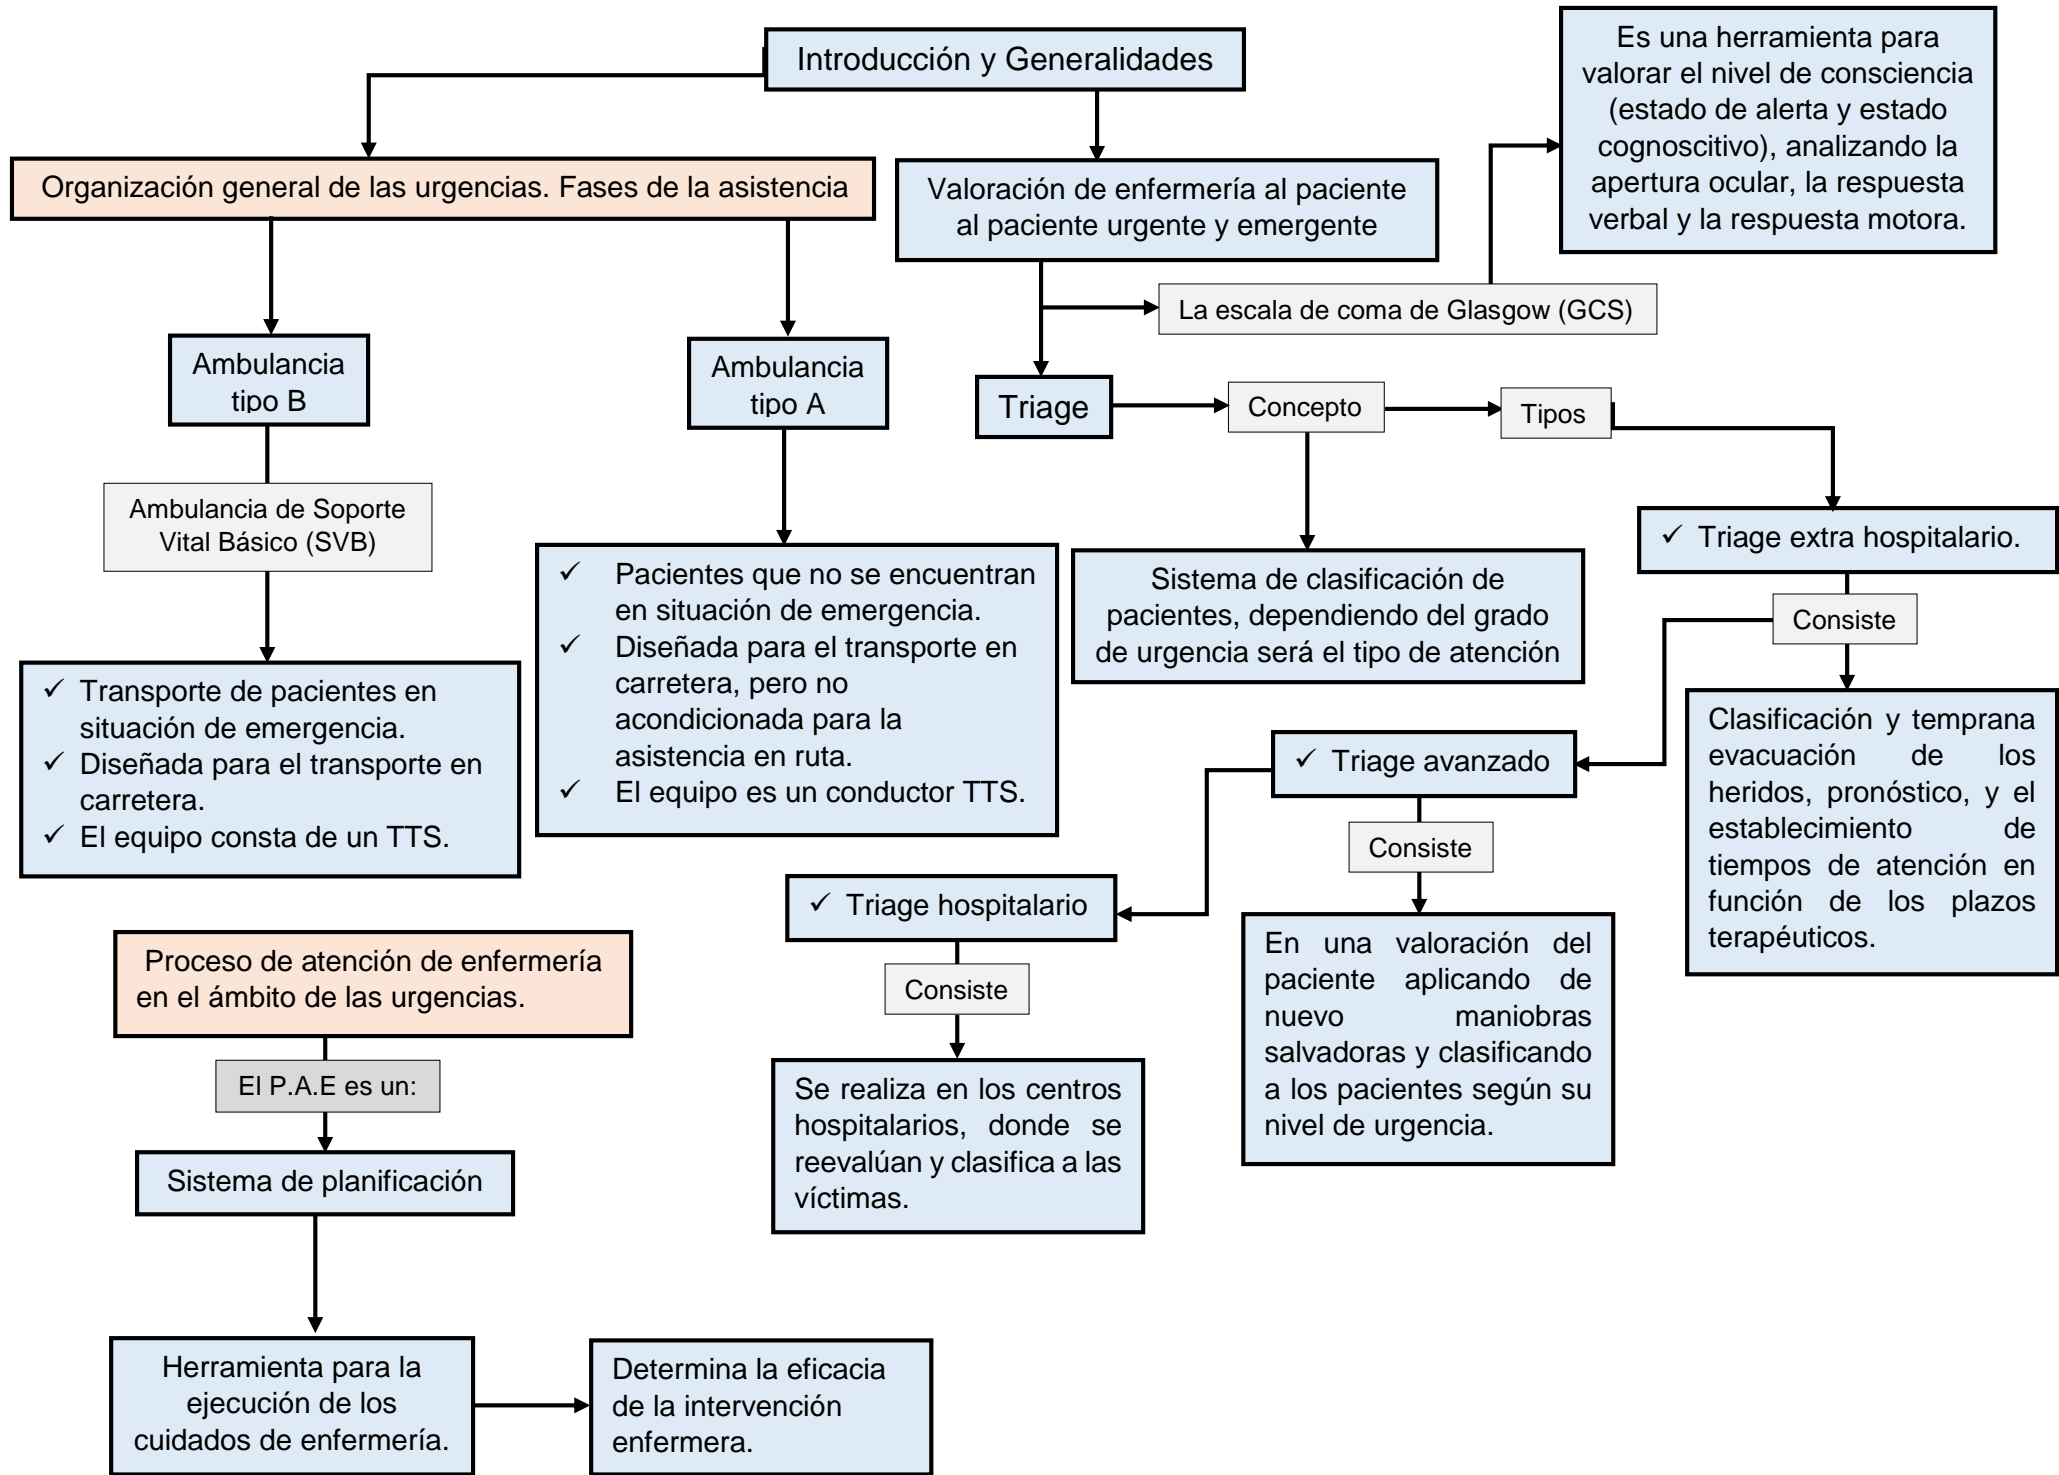 Introducción y Generalidades
Es una herramienta para
valorar el nivel de consciencia
(estado de alerta y estado
cognoscitivo), analizando la
apertura ocular, la respuesta
verbal y la respuesta motora.
Organización general de las urgencias. Fases de la asistencia
Valoración de enfermería al paciente
al paciente urgente y emergente
La escala de coma de Glasgow (GCS)
Ambulancia
tipo B
Ambulancia
tipo A
Triage
Concepto
Tipos
Ambulancia de Soporte
Vital Básico (SVB)
✓ Transporte de pacientes en
situación de emergencia.
✓ Diseñada para el transporte en
carretera.
✓ El equipo consta de un TTS.
✓ Pacientes que no se encuentran
en situación de emergencia.
✓ Diseñada para el transporte en
carretera, pero no
acondicionada para la
asistencia en ruta.
✓ El equipo es un conductor TTS.
Sistema de clasificación de
pacientes, dependiendo del grado
de urgencia será el tipo de atención
✓ Triage extra hospitalario.
Consiste
Clasificación y temprana
evacuación de los
heridos, pronóstico, y el
establecimiento de
tiempos de atención en
función de los plazos
terapéuticos.
✓ Triage avanzado
Consiste
En una valoración del
paciente aplicando de
nuevo maniobras
salvadoras y clasificando
a los pacientes según su
nivel de urgencia.
✓ Triage hospitalario
Consiste
Se realiza en los centros
hospitalarios, donde se
reevalúan y clasifica a las
víctimas.
Proceso de atención de enfermería
en el ámbito de las urgencias.
El P.A.E es un:
Sistema de planificación
Herramienta para la
ejecución de los
cuidados de enfermería.
Determina la eficacia
de la intervención
enfermera.